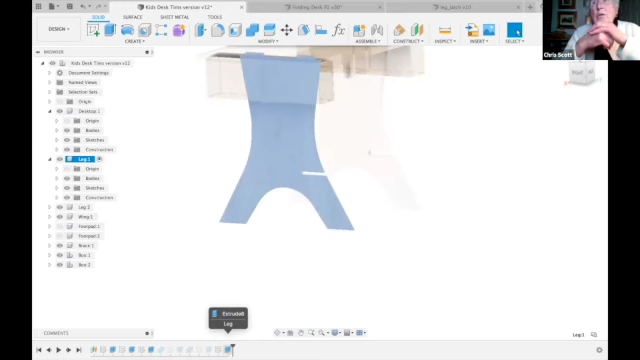 Kids Desk Tims version v12*
Folding Desk R1 v30*
leg_latch v10
SOLID
SURFACE
SHEET METAL
TOOLS
DESIGN
CREATE
MODIFY
ASSEMBLE
CONSTRUCT
INSPECT
INSERT
SELECT
Chris Scott
BROWSER
Kids Desk Tims version v12
Document Settings
Named Views
Selection Sets
Origin
Desktop:1
Origin
Bodies
Sketches
Construction
Leg:1
Origin
Bodies
Sketches
Construction
Leg:2
Wing:2
Footpad:1
Footpad:2
Brace:1
Box:1
Box:2
Extrude8
Leg
COMMENTS
Leg:1